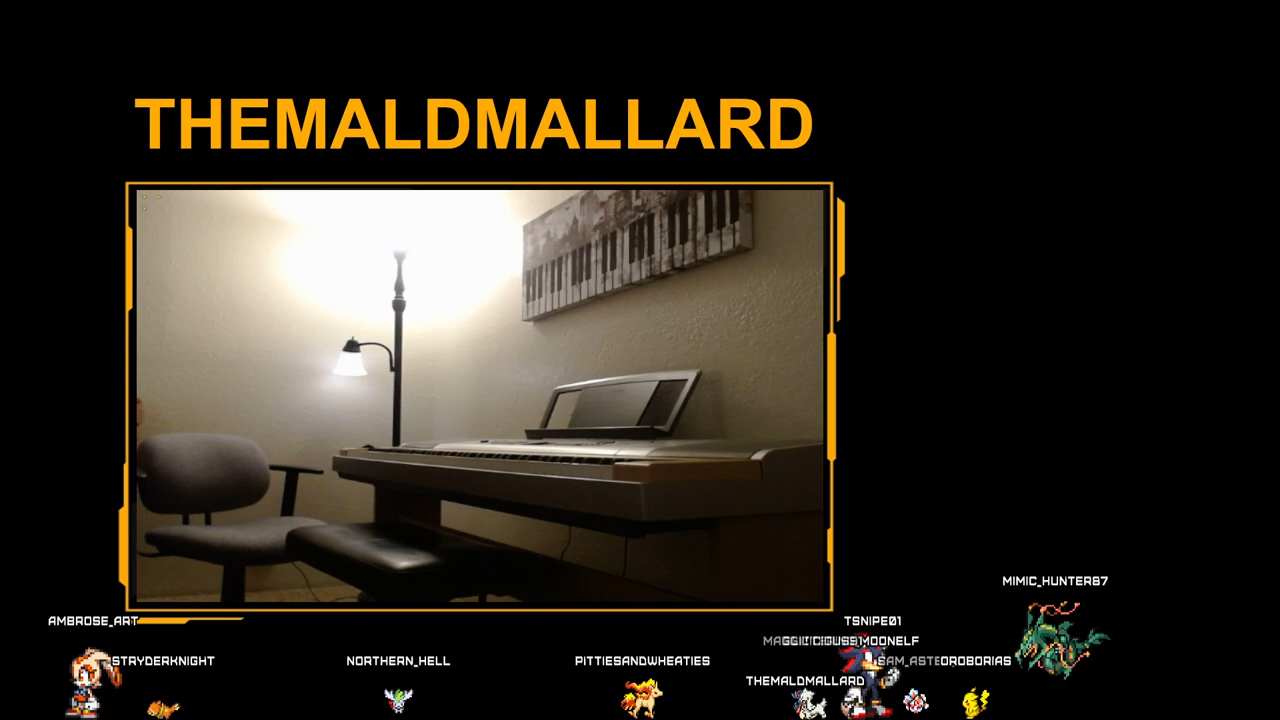 THEMALDMALLARD
MIMIC_HUNTER87
AMBROSE_ART
TSNIPE01
STRYDERKNIGHT
NORTHERN_HELL
PITTIESANDWHEATIES
THEMALDMALLARD